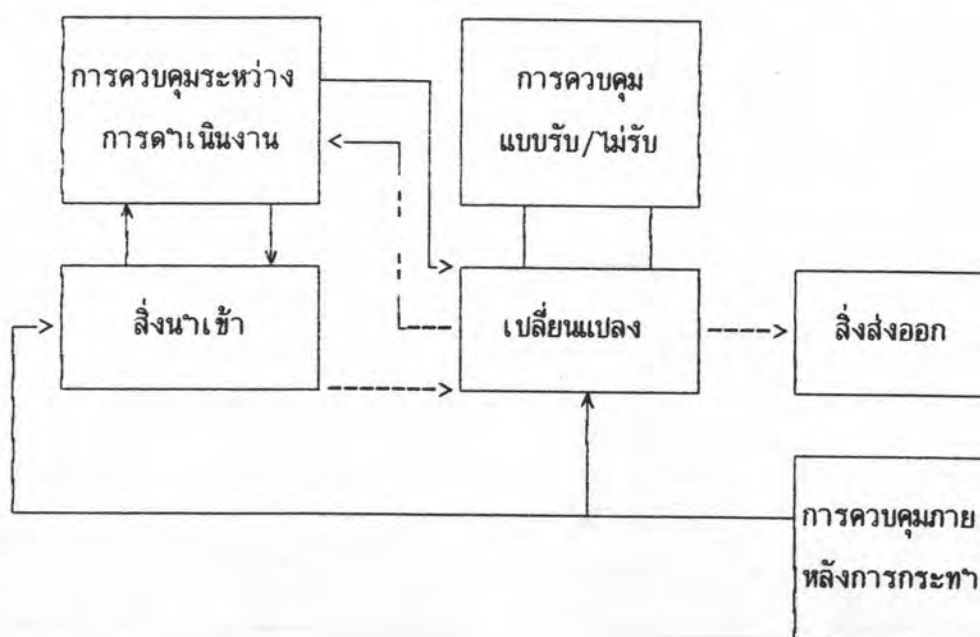 การควบคุมระหว่าง
การดำเนินงาน
การควบคุม
แบบรับ/ไม่รับ
สิ่งนำเข้า
เปลี่ยนแปลง
สิ่งส่งออก
การควบคุมภาย
หลังการกระทำ